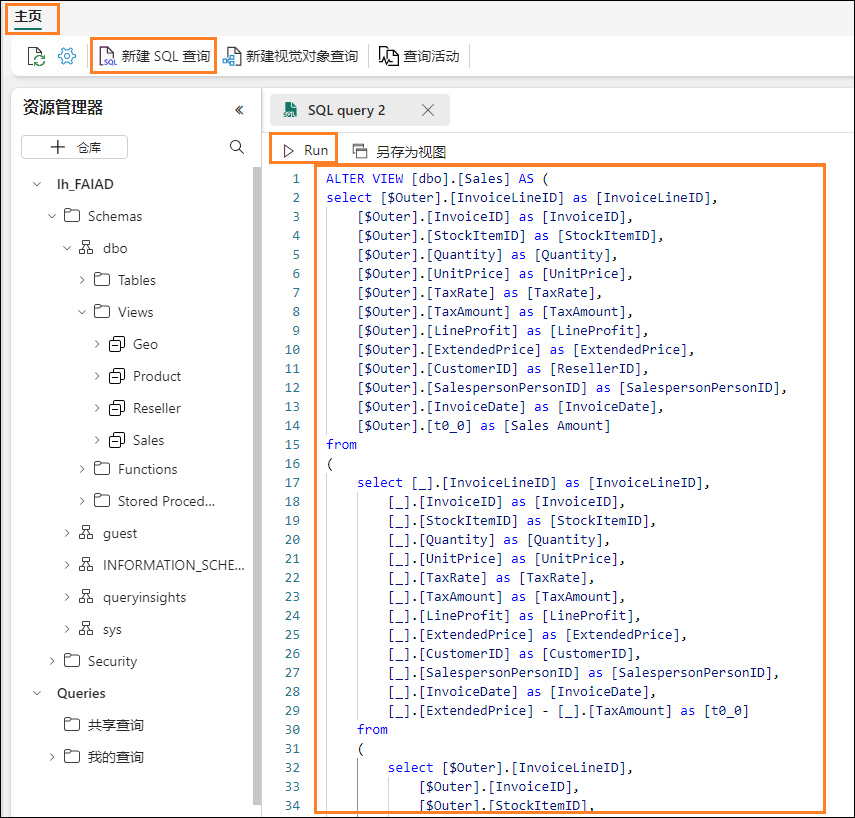 主页
新建 SQL 查询 新建视觉对象查询 查询活动
资源管理器
SQL query 2
仓库
Run 另存为视图
lh_FAIAD
Schemas
dbo
Tables
Views
Geo
Product
Reseller
Sales
Functions
Stored Proced...
guest
INFORMATION_SCHE...
queryinsights
sys
Security
Queries
共享查询
我的查询
1 ALTER VIEW [dbo].[Sales] AS (
2 select [$Outer].[InvoiceLineID] as [InvoiceLineID],
3 [$Outer].[InvoiceID] as [InvoiceID],
4 [$Outer].[StockItemID] as [StockItemID],
5 [$Outer].[Quantity] as [Quantity],
6 [$Outer].[UnitPrice] as [UnitPrice],
7 [$Outer].[TaxRate] as [TaxRate],
8 [$Outer].[TaxAmount] as [TaxAmount],
9 [$Outer].[LineProfit] as [LineProfit],
10 [$Outer].[ExtendedPrice] as [ExtendedPrice],
11 [$Outer].[CustomerID] as [ResellerID],
12 [$Outer].[SalespersonPersonID] as [SalespersonPersonID],
13 [$Outer].[InvoiceDate] as [InvoiceDate],
14 [$Outer].[t0_0] as [Sales Amount]
15 from
16 (
17 select [_].[InvoiceLineID] as [InvoiceLineID],
18 [_].[InvoiceID] as [InvoiceID],
19 [_].[StockItemID] as [StockItemID],
20 [_].[Quantity] as [Quantity],
21 [_].[UnitPrice] as [UnitPrice],
22 [_].[TaxRate] as [TaxRate],
23 [_].[TaxAmount] as [TaxAmount],
24 [_].[LineProfit] as [LineProfit],
25 [_].[ExtendedPrice] as [ExtendedPrice],
26 [_].[CustomerID] as [CustomerID],
27 [_].[SalespersonPersonID] as [SalespersonPersonID],
28 [_].[InvoiceDate] as [InvoiceDate],
29 [_].[ExtendedPrice] - [_].[TaxAmount] as [t0_0]
30 from
31 (
32 select [$Outer].[InvoiceLineID],
33 [$Outer].[InvoiceID],
34 [$Outer].[StockItemID],